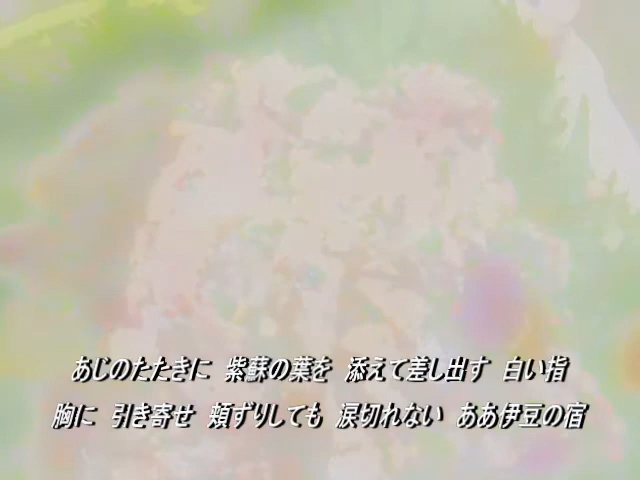 あじのたたきに 紫蘇の葉を 添えて差し出す 白い指
胸に 引き寄せ 頬ずりしても 涙切れない ああ伊豆の宿